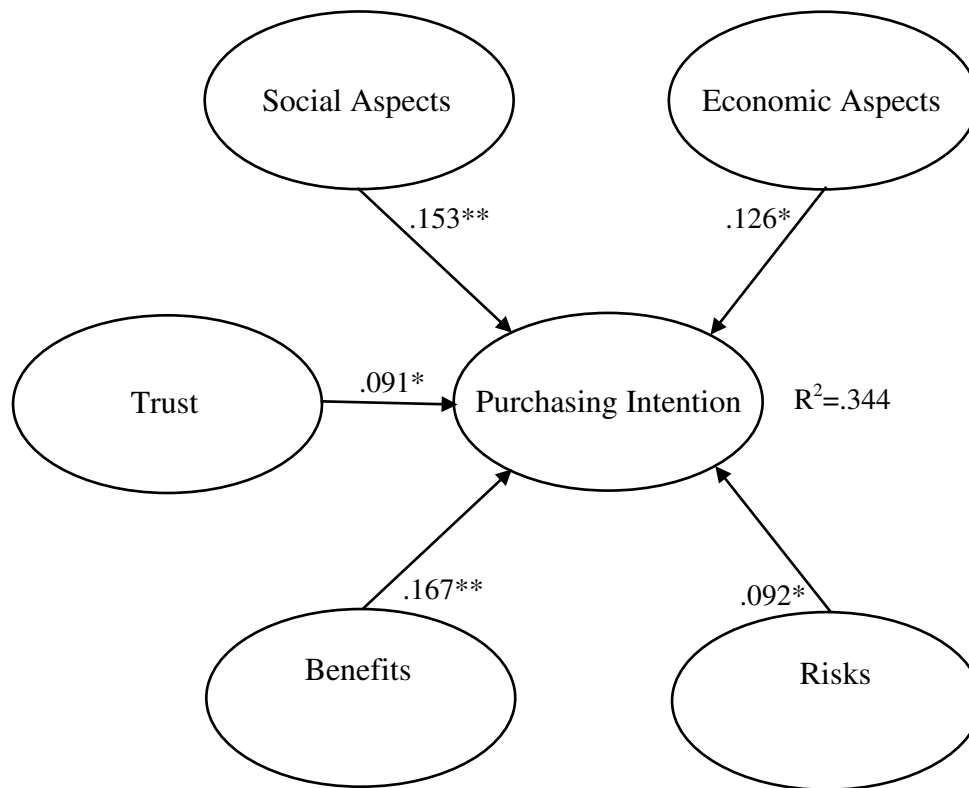 Social Aspects
Economic Aspects
.153**
.126*
Trust
.091*
Purchasing Intention
R²=.344
.167**
.092*
Benefits
Risks